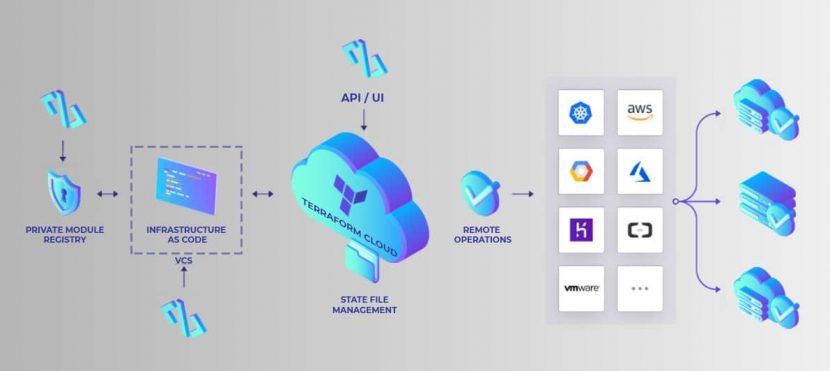 API / UI
PRIVATE MODULE
REGISTRY
INFRASTRUCTURE
AS CODE
VCS
TERRAFORM CLOUD
STATE FILE
MANAGEMENT
REMOTE
OPERATIONS
aws
vmware